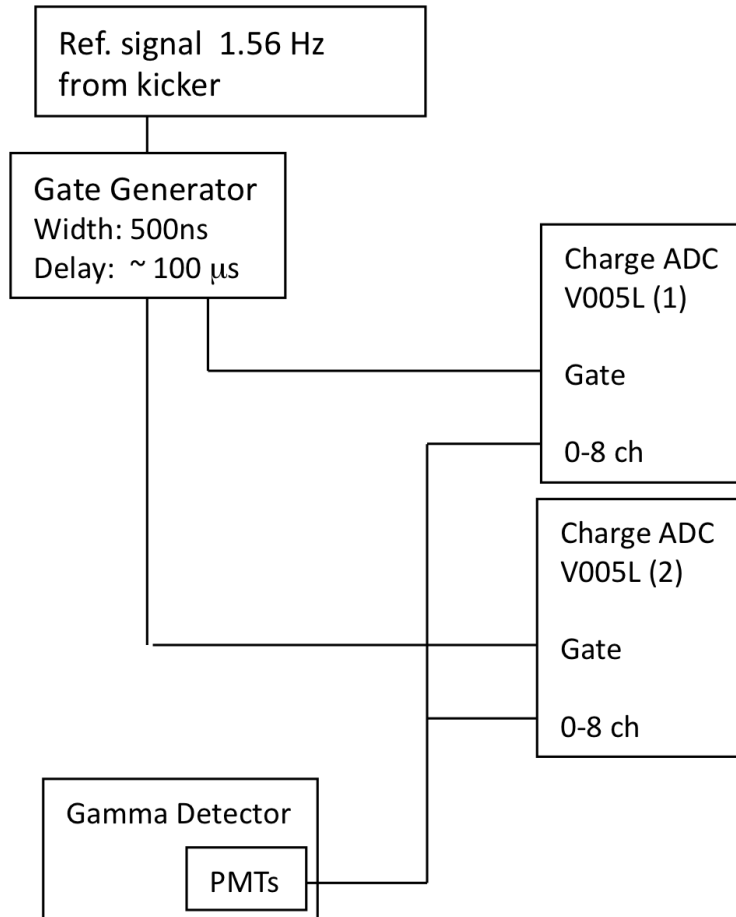 Ref. signal 1.56 Hz
from kicker
Gate Generator
Width: 500ns
Delay: ~ 100 μs
Charge ADC
V005L (1)
Gate
0-8 ch
Charge ADC
V005L (2)
Gate
0-8 ch
Gamma Detector
PMTs